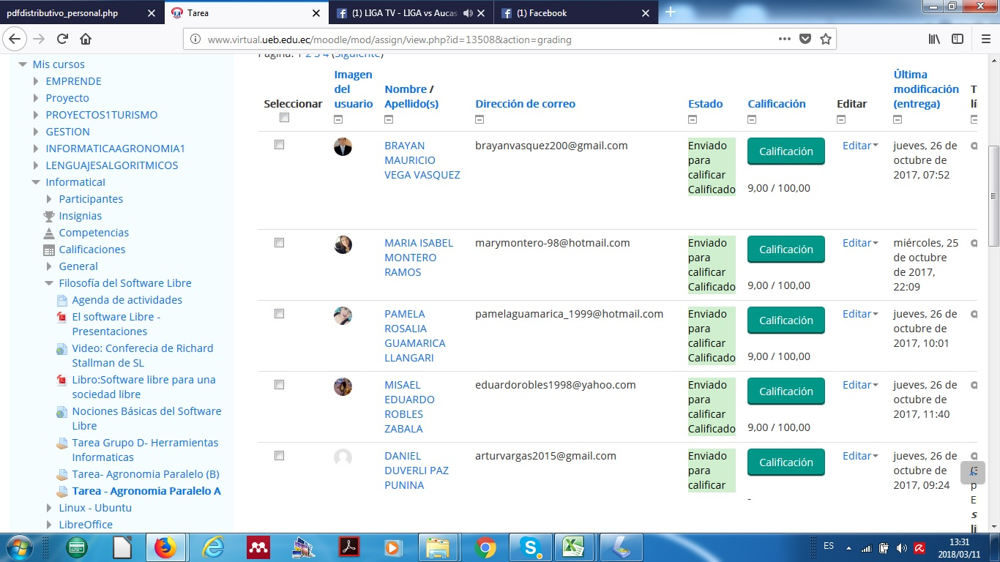 pdfdistributivo_personal.php
Tarea
(1) LIGA TV - LIGA vs Aucas
(1) Facebook
www.virtual.ueb.edu.ec/moodle/mod/assign/view.php?id=13508&action=grading
Página: 1 2 3 4 (Siguiente)
Mis cursos
EMPRENDE
Proyecto
PROYECTOS1TURISMO
GESTION
INFORMATICAAGRONOMIA1
LENGUAJESALGORITMICOS
InformaticaI
Participantes
Insignias
Competencias
Calificaciones
General
Filosofía del Software Libre
Agenda de actividades
El software Libre -
Presentaciones
Video: Conferecia de Richard
Stallman de SL
Libro:Software libre para una
sociedad libre
Nociones Básicas del Software
Libre
Tarea Grupo D- Herramientas
Informaticas
Tarea- Agronomia Paralelo (B)
Tarea - Agronomia Paralelo A
Linux - Ubuntu
LibreOffice
Seleccionar
Imagen
del
usuario
Nombre /
Apellido(s)
Dirección de correo
Estado
Calificación
Editar
Última
modificación
(entrega)
BRAYAN
MAURICIO
VEGA VASQUEZ
brayanvasquez200@gmail.com
Enviado
para
calificar
Calificado
Calificación
9,00 / 100,00
Editar
jueves, 26 de
octubre de
2017, 07:52
MARIA ISABEL
MONTERO
RAMOS
marymontero-98@hotmail.com
Enviado
para
calificar
Calificado
Calificación
9,00 / 100,00
Editar
miércoles, 25
de octubre
de 2017,
22:09
PAMELA
ROSALIA
GUAMARICA
LLANGARI
pamelaguamarica_1999@hotmail.com
Enviado
para
calificar
Calificado
Calificación
9,00 / 100,00
Editar
jueves, 26 de
octubre de
2017, 10:01
MISAEL
EDUARDO
ROBLES
ZABALA
eduardorobles1998@yahoo.com
Enviado
para
calificar
Calificado
Calificación
9,00 / 100,00
Editar
jueves, 26 de
octubre de
2017, 11:40
DANIEL
DUVERLI PAZ
PUNINA
arturvargas2015@gmail.com
Enviado
para
calificar
Calificación
-
Editar
jueves, 26 de
octubre de
2017, 09:24
ES
13:31
2018/03/11